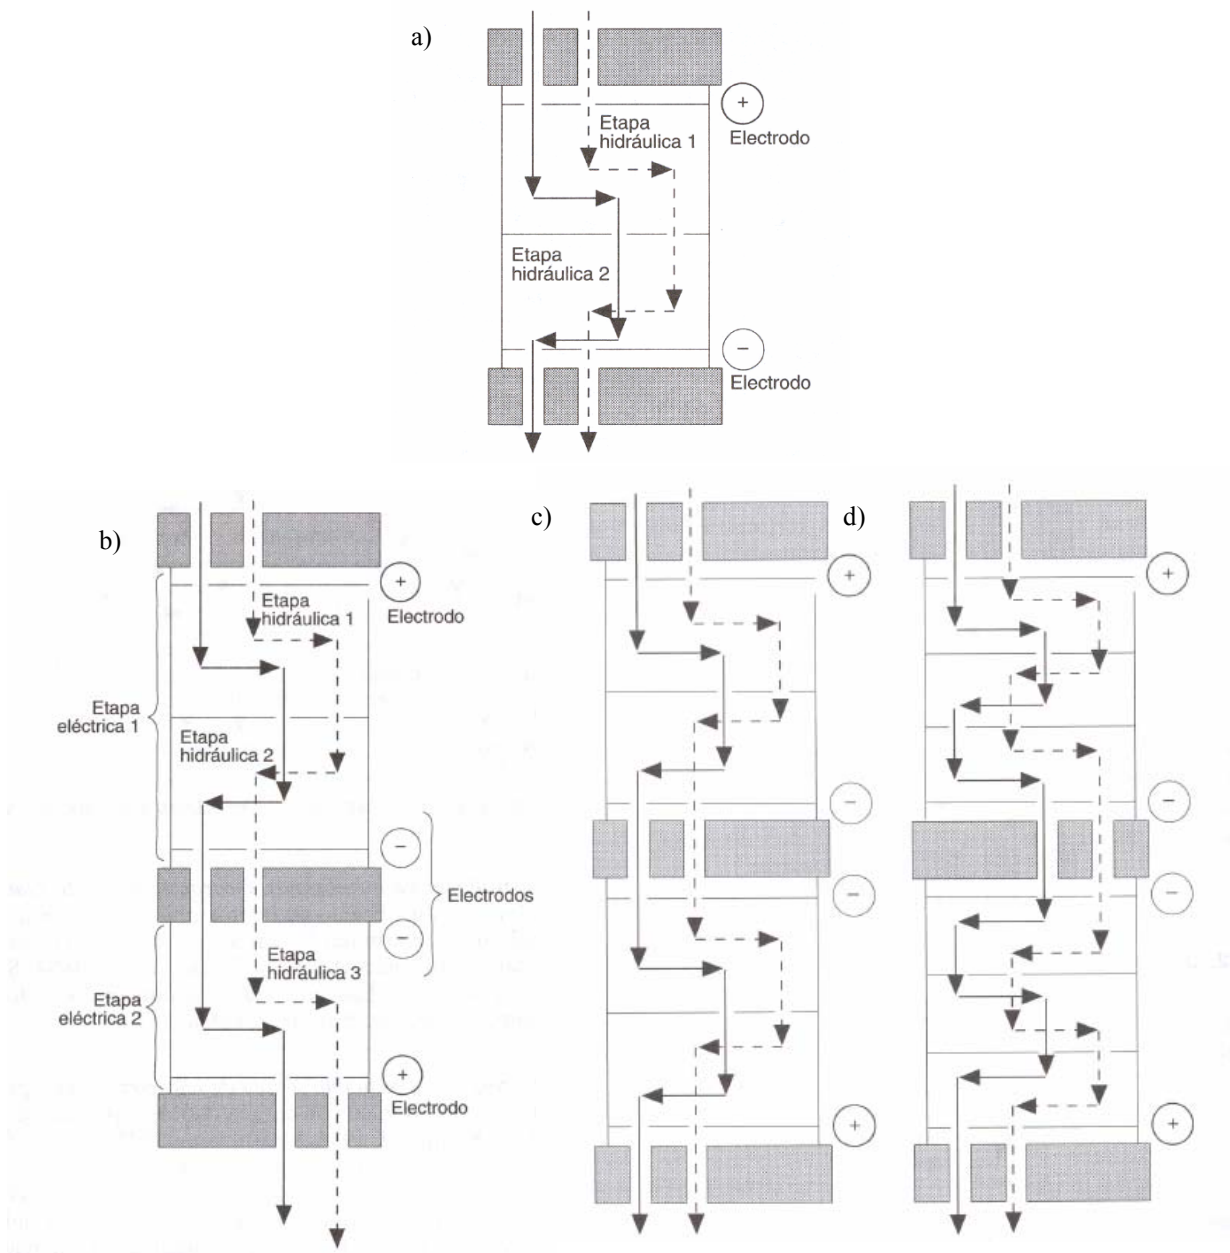 a)
+
Electrodo
Etapa
hidráulica 1
Etapa
hidráulica 2
−
Electrodo
b)
+
Electrodo
Etapa
hidráulica 1
Etapa
eléctrica 1
Etapa
hidráulica 2
−
Electrodos
−
Etapa
hidráulica 3
Etapa
eléctrica 2
+
Electrodo
c)
+
−
−
+
d)
+
−
−
+